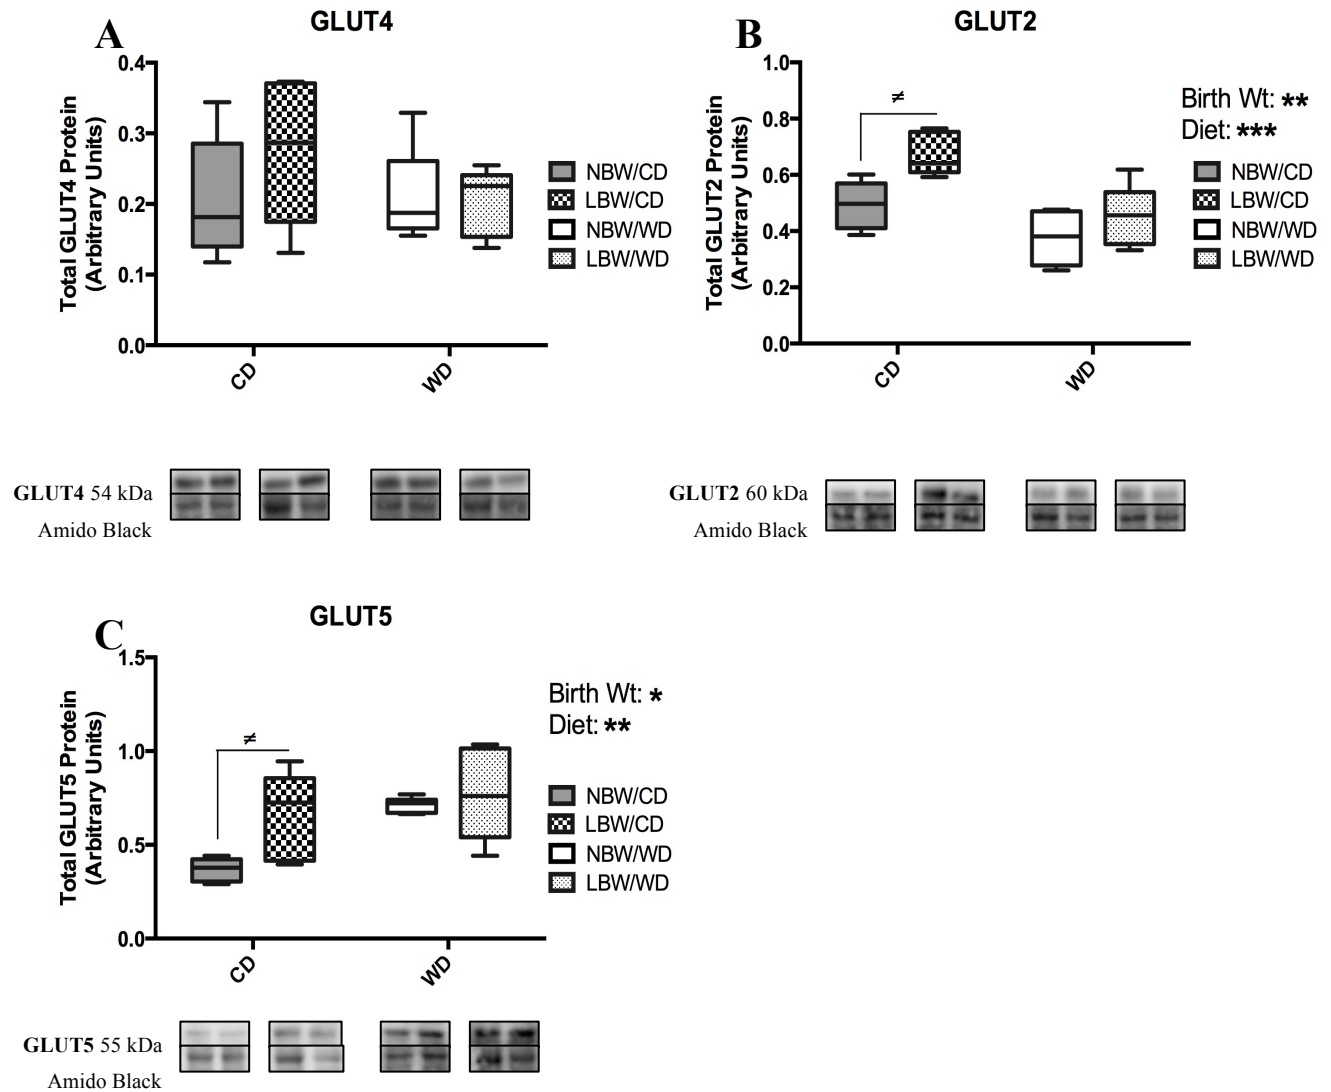 A
GLUT4
Total GLUT4 Protein
(Arbitrary Units)
0.4
0.3
0.2
0.1
0.0
CD
WD
NBW/CD
LBW/CD
NBW/WD
LBW/WD
GLUT4 54 kDa
Amido Black
B
GLUT2
Total GLUT2 Protein
(Arbitrary Units)
1.0
0.8
0.6
0.4
0.2
0.0
≠
CD
WD
Birth Wt: **
Diet: ***
NBW/CD
LBW/CD
NBW/WD
LBW/WD
GLUT2 60 kDa
Amido Black
C
GLUT5
Total GLUT5 Protein
(Arbitrary Units)
1.5
1.0
0.5
0.0
≠
CD
WD
Birth Wt: *
Diet: **
NBW/CD
LBW/CD
NBW/WD
LBW/WD
GLUT5 55 kDa
Amido Black